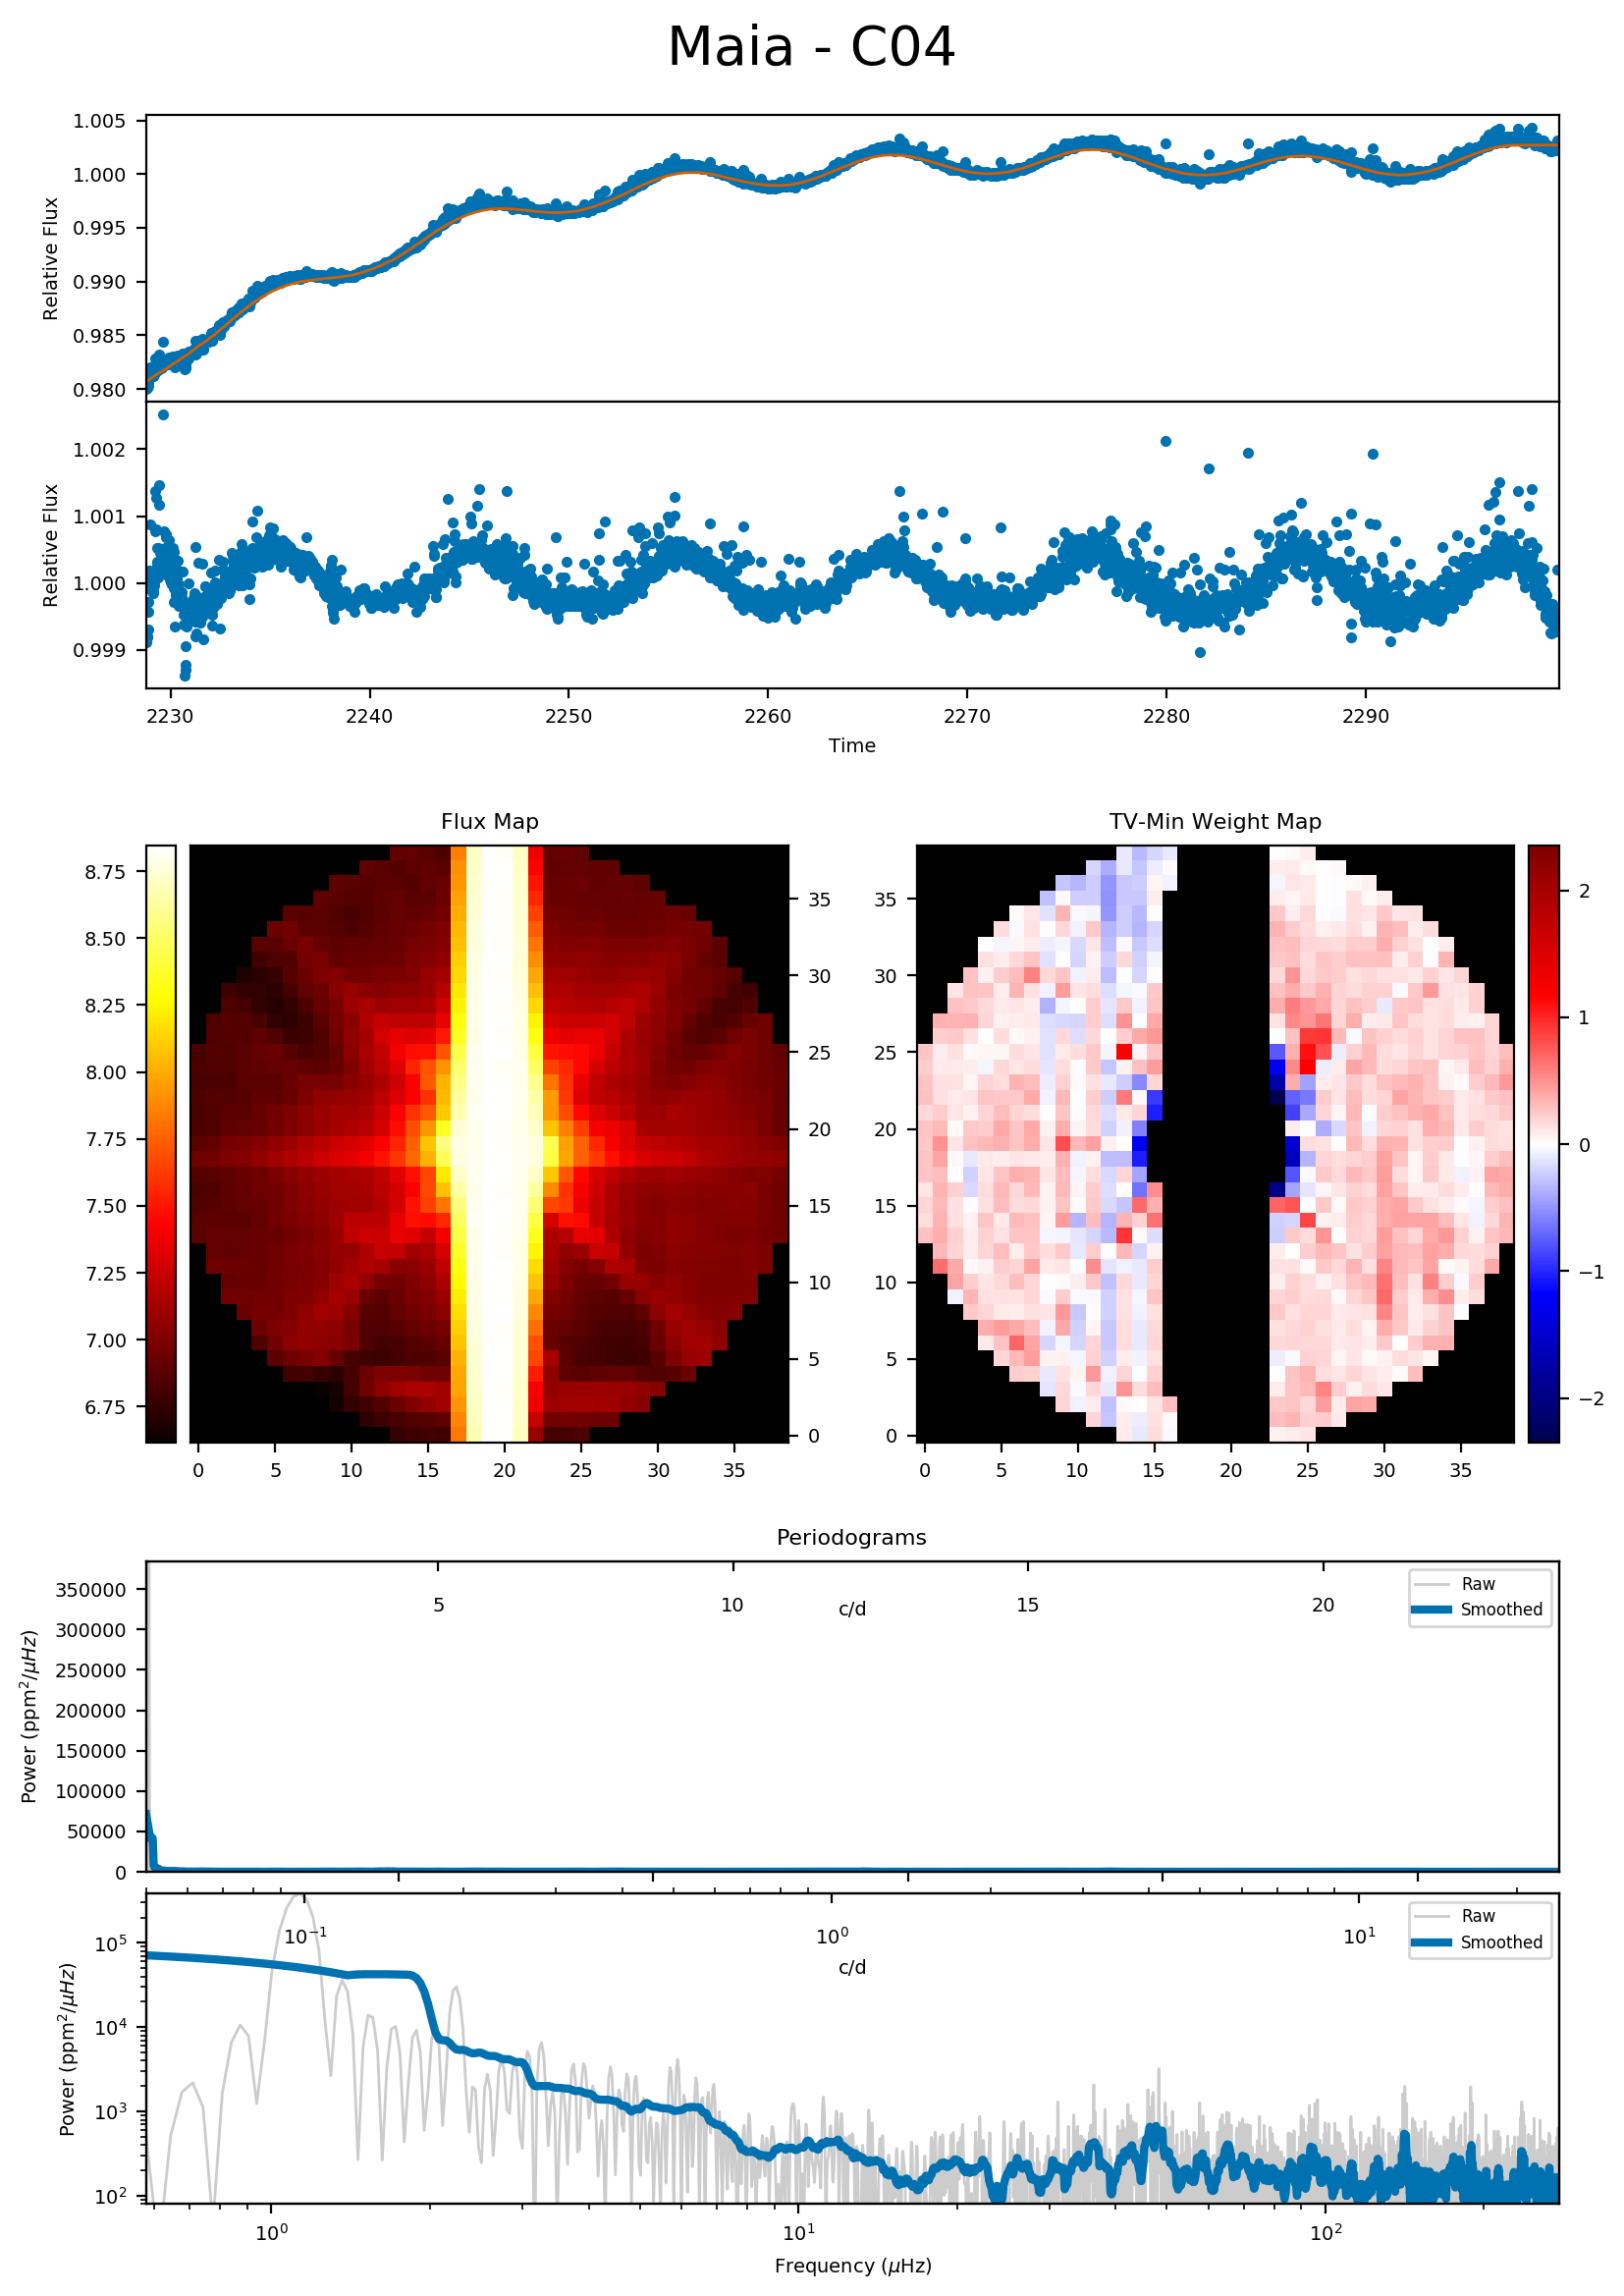 Maia - C04
1.005
1.000
0.995
0.990
0.985
0.980
Relative Flux
1.002
1.001
1.000
0.999
Relative Flux
2230 2240 2250 2260 2270 2280 2290
Time
Flux Map
8.75
8.50
8.25
8.00
7.75
7.50
7.25
7.00
6.75
35
30
25
20
15
10
5
0
0 5 10 15 20 25 30 35
TV-Min Weight Map
35
30
25
20
15
10
5
0
0 5 10 15 20 25 30 35
2
1
0
−1
−2
Periodograms
350000
300000
250000
200000
150000
100000
50000
0
Power (ppm²/μHz)
5 10 15 20
c/d
Raw
Smoothed
10⁵
10⁴
10³
10²
Power (ppm²/μHz)
10⁻¹ 10⁰ 10¹
c/d
Raw
Smoothed
10⁰ 10¹ 10²
Frequency (μHz)